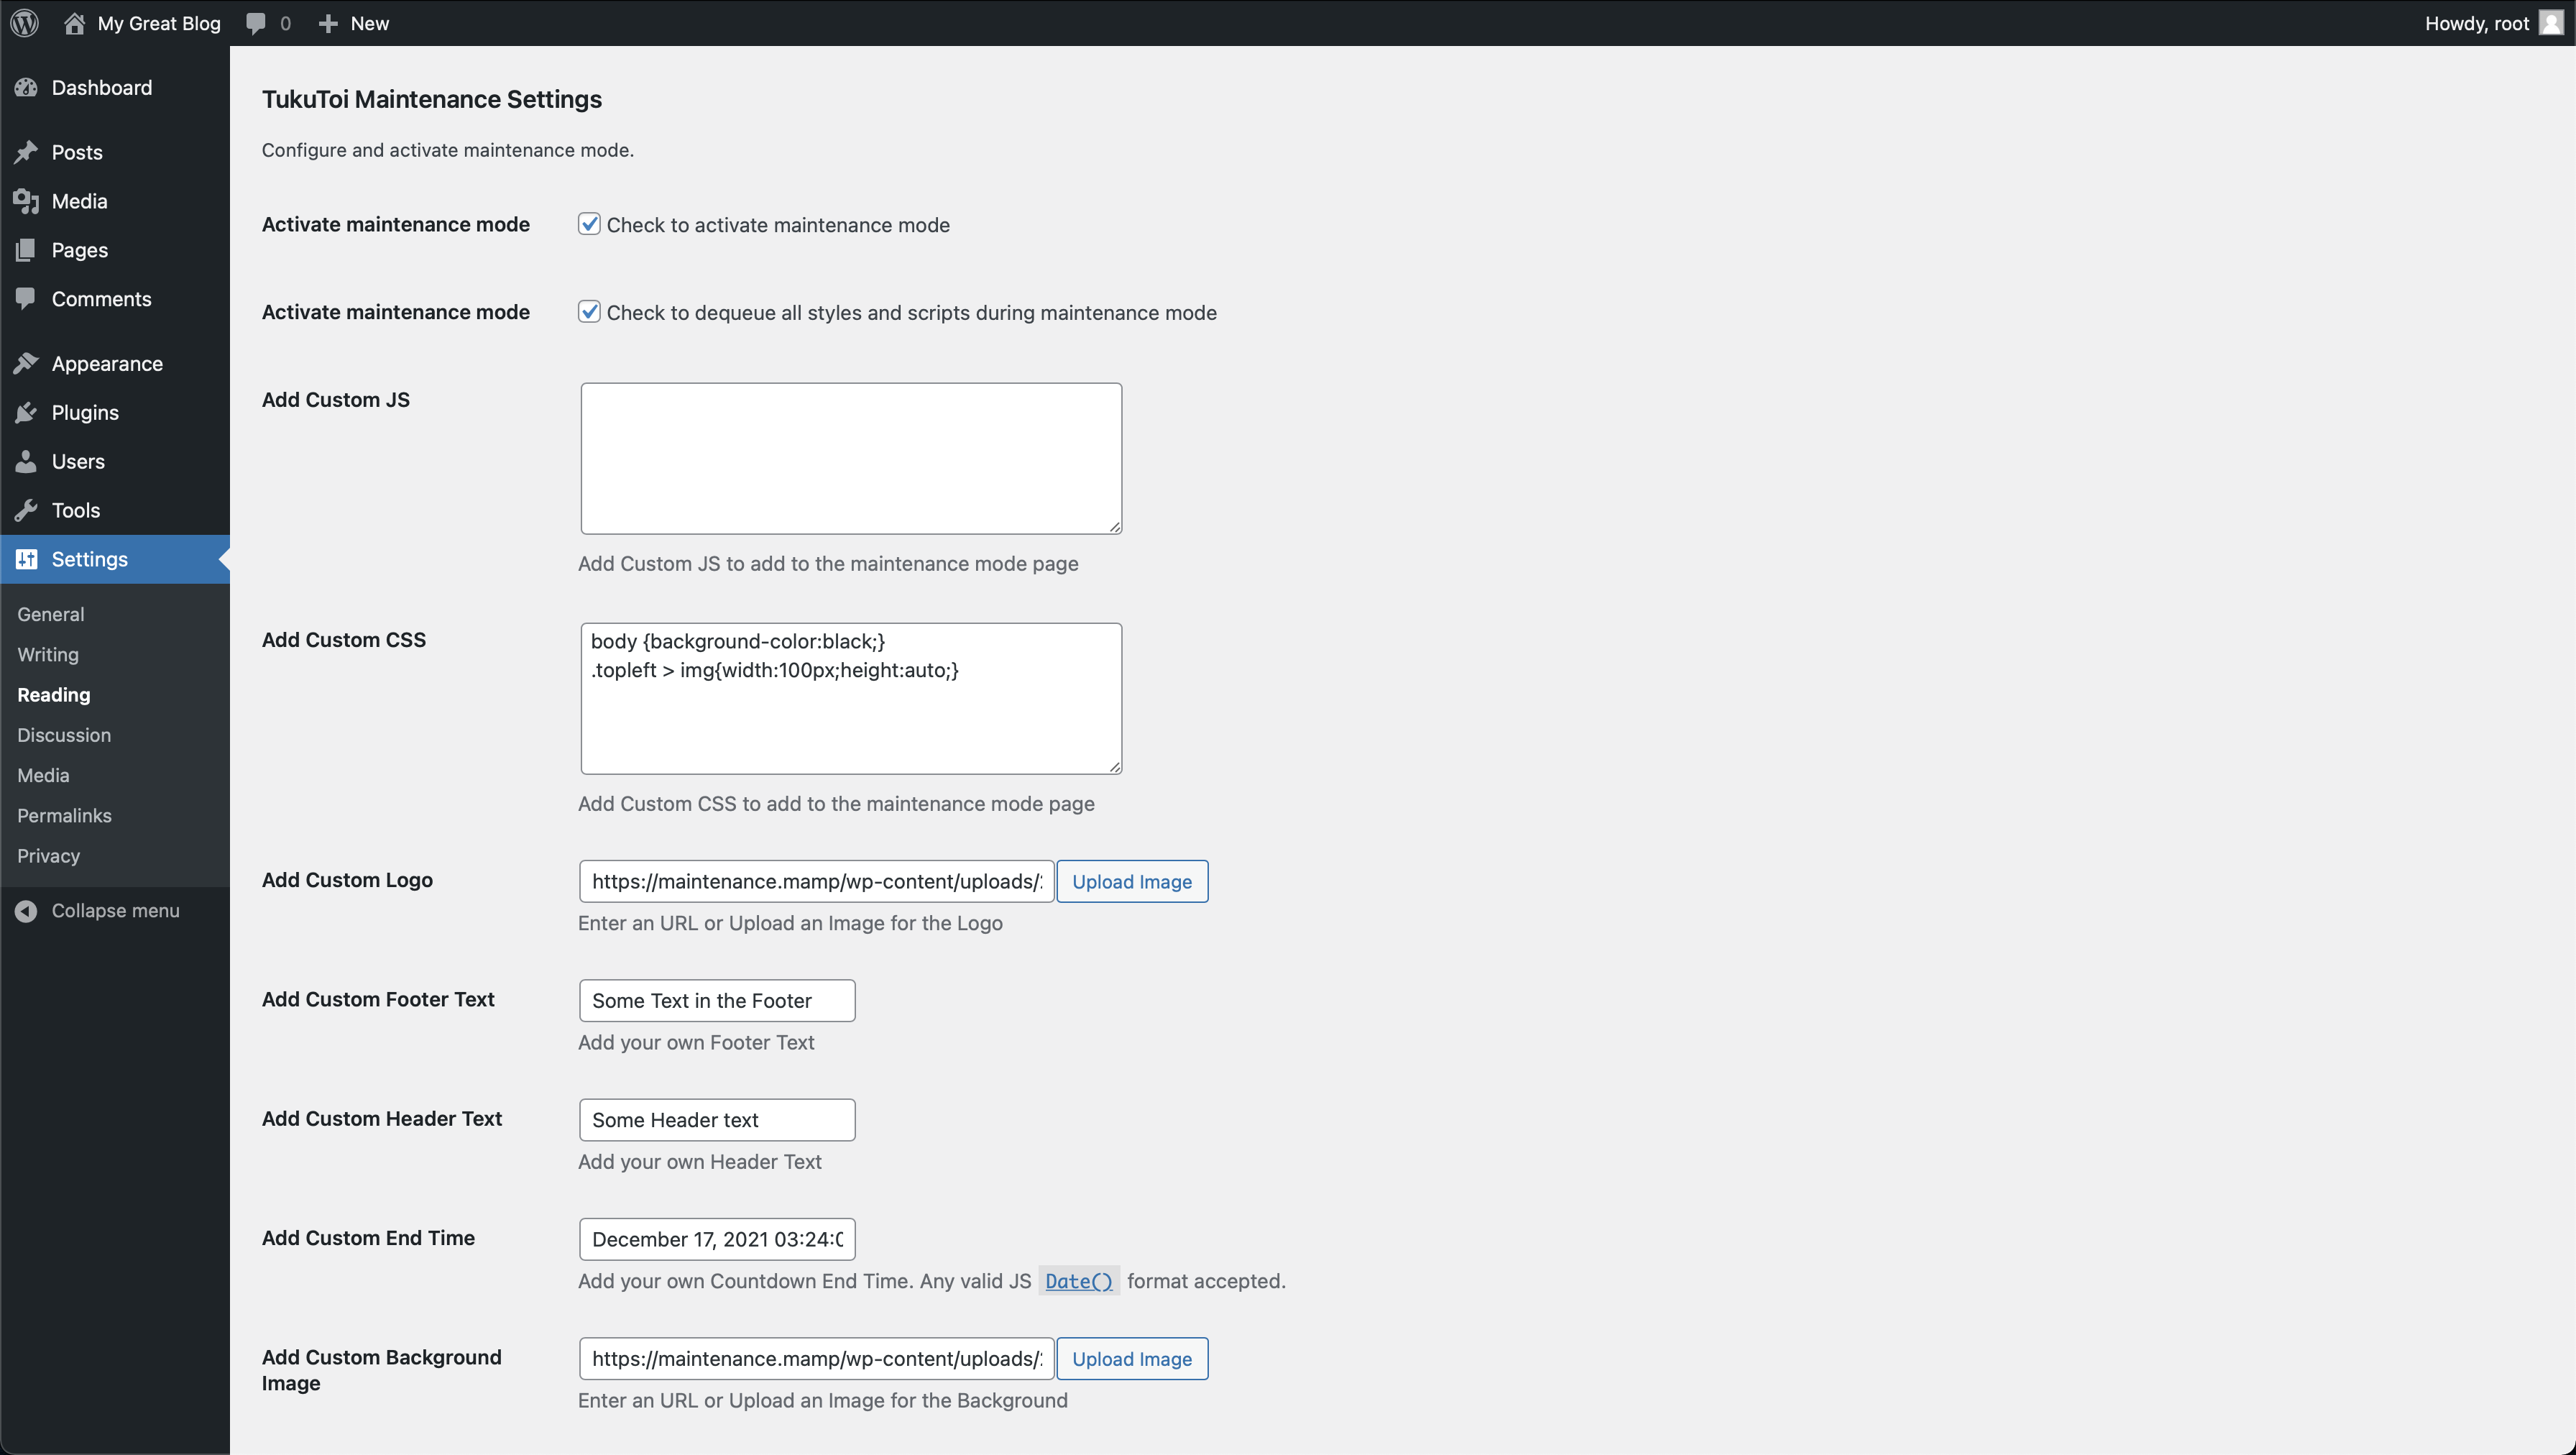 My Great Blog 0 New Howdy, root
Dashboard
Posts
Media
Pages
Comments
Appearance
Plugins
Users
Tools
Settings
General
Writing
Reading
Discussion
Media
Permalinks
Privacy
Collapse menu
TukuToi Maintenance Settings
Configure and activate maintenance mode.
Activate maintenance mode Check to activate maintenance mode
Activate maintenance mode Check to dequeue all styles and scripts during maintenance mode
Add Custom JS
Add Custom JS to add to the maintenance mode page
Add Custom CSS
body {background-color:black;}
.topleft > img{width:100px;height:auto;}
Add Custom CSS to add to the maintenance mode page
Add Custom Logo https://maintenance.mamp/wp-content/uploads/ Upload Image
Enter an URL or Upload an Image for the Logo
Add Custom Footer Text Some Text in the Footer
Add your own Footer Text
Add Custom Header Text Some Header text
Add your own Header Text
Add Custom End Time December 17, 2021 03:24:
Add your own Countdown End Time. Any valid JS Date() format accepted.
Add Custom Background
Image
https://maintenance.mamp/wp-content/uploads/ Upload Image
Enter an URL or Upload an Image for the Background